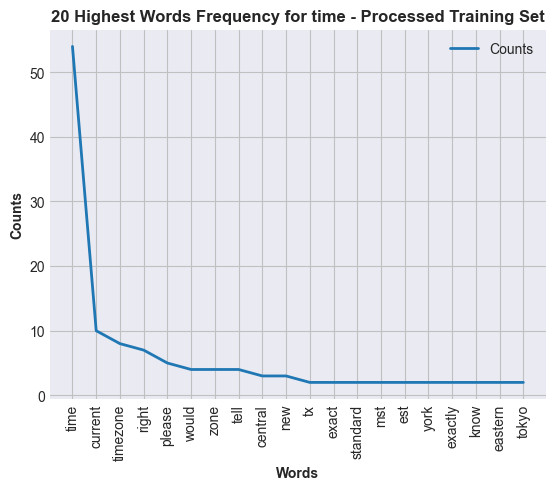 20 Highest Words Frequency for time - Processed Training Set
Counts
50
40
30
20
10
0
Counts
time
current
timezone
right
please
would
zone
tell
central
new
tx
exact
standard
mst
est
york
exactly
know
eastern
tokyo
Words